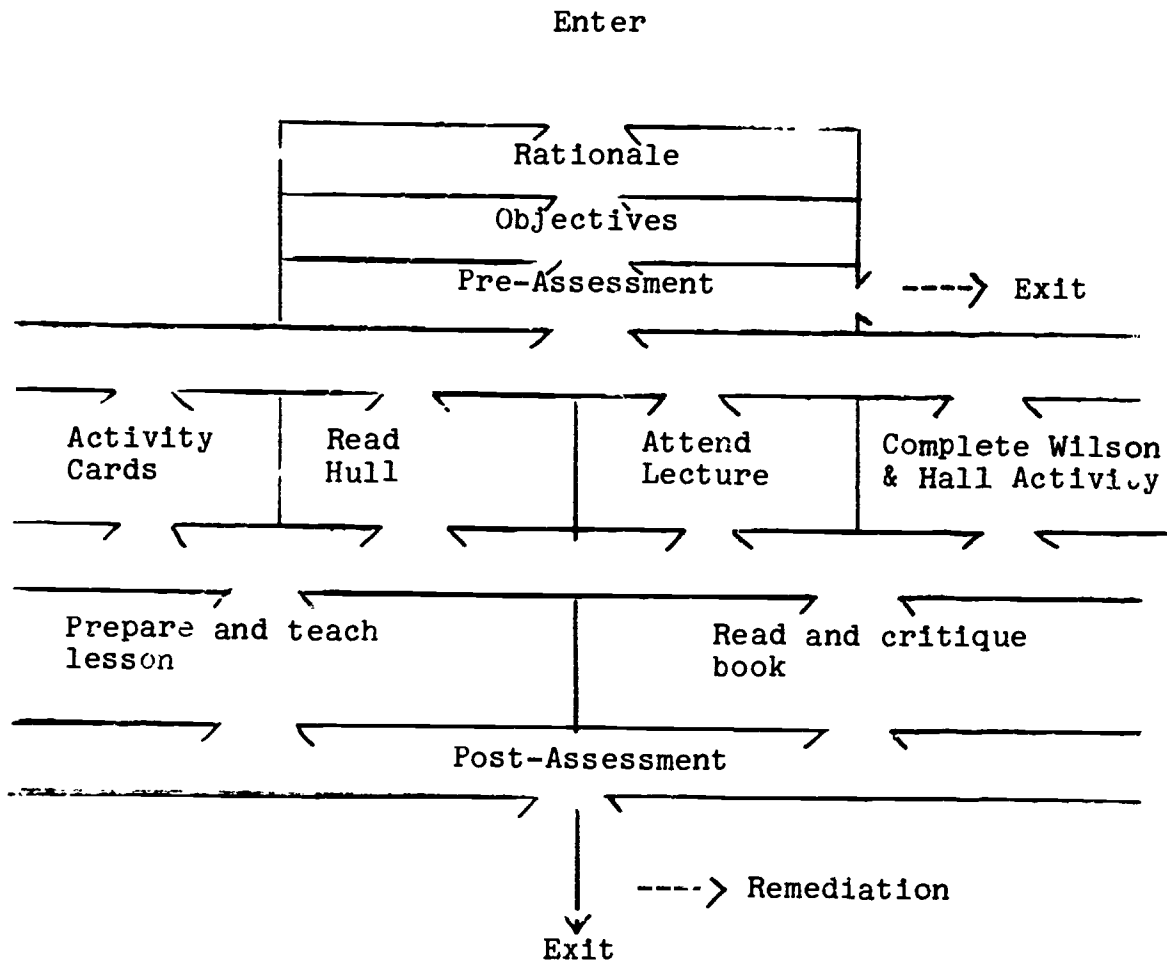 Enter
Rationale
Objectives
Pre-Assessment
----> Exit
Activity
Cards
Read
Hull
Attend
Lecture
Complete Wilson
& Hall Activity
Prepare and teach
lesson
Read and critique
book
Post-Assessment
----> Remediation
Exit